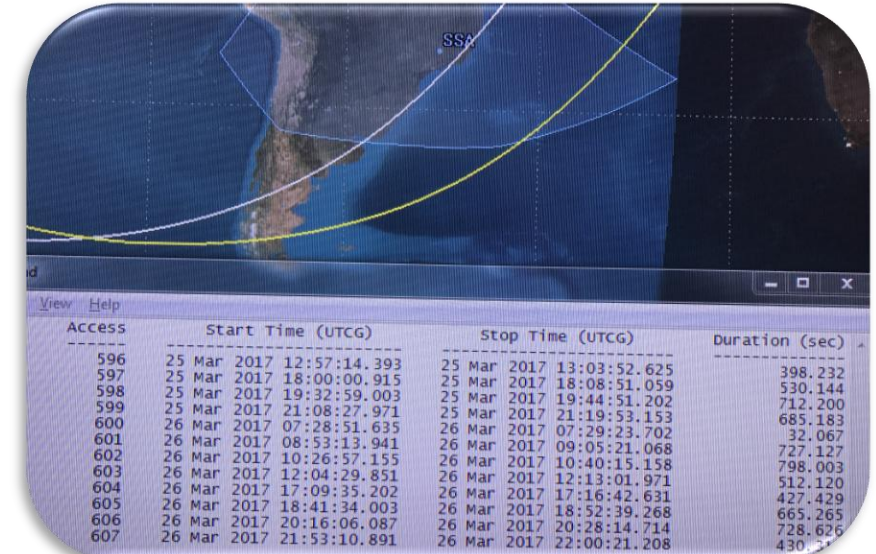 SSA
View Help
Access Start Time (UTCG) Stop Time (UTCG) Duration (sec)
596 25 Mar 2017 12:57:14.393 25 Mar 2017 13:03:52.625 398.232
597 25 Mar 2017 18:00:00.915 25 Mar 2017 18:08:51.059 530.144
598 25 Mar 2017 19:32:59.003 25 Mar 2017 19:44:51.202 712.200
599 25 Mar 2017 21:08:27.971 25 Mar 2017 21:19:53.153 685.183
600 26 Mar 2017 07:28:51.635 26 Mar 2017 07:29:23.702 32.067
601 26 Mar 2017 08:53:13.941 26 Mar 2017 09:05:21.068 727.127
602 26 Mar 2017 10:26:57.155 26 Mar 2017 10:40:15.158 798.003
603 26 Mar 2017 12:04:29.851 26 Mar 2017 12:13:01.971 512.120
604 26 Mar 2017 17:09:35.202 26 Mar 2017 17:16:42.631 427.429
605 26 Mar 2017 18:41:34.003 26 Mar 2017 18:52:39.268 665.265
606 26 Mar 2017 20:16:06.087 26 Mar 2017 20:28:14.714 728.626
607 26 Mar 2017 21:53:10.891 26 Mar 2017 22:00:21.208